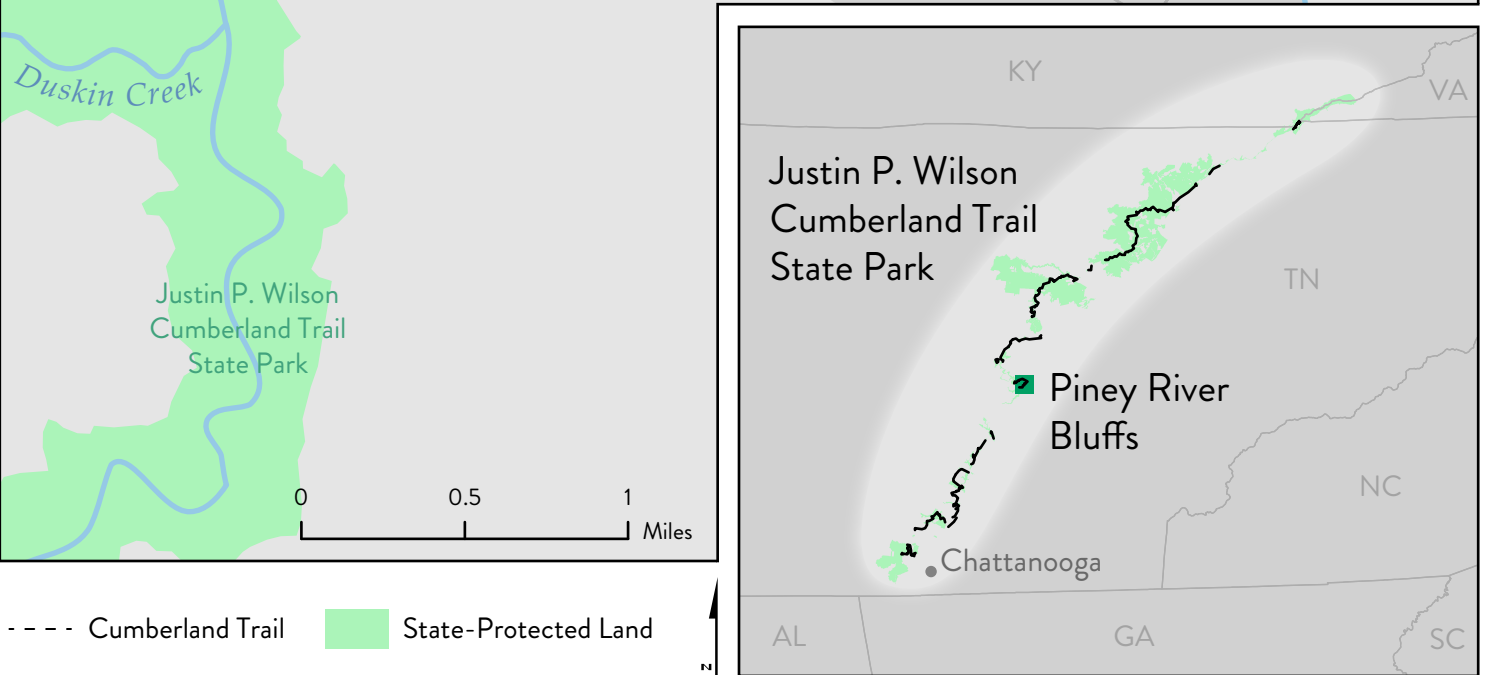 Duskin Creek
Justin P. Wilson
Cumberland Trail
State Park
0 0.5 1
Miles
Cumberland Trail
State-Protected Land
N
KY
VA
Justin P. Wilson
Cumberland Trail
State Park
TN
Piney River
Bluffs
NC
Chattanooga
AL
GA
SC